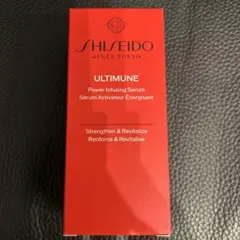 SHISEIDO
GINZA TOKYO
ULTIMUNE
Power Infusing Serum
Sérum Activateur Énergisant
Strengthen & Revitalize
Renforce & Revitalise